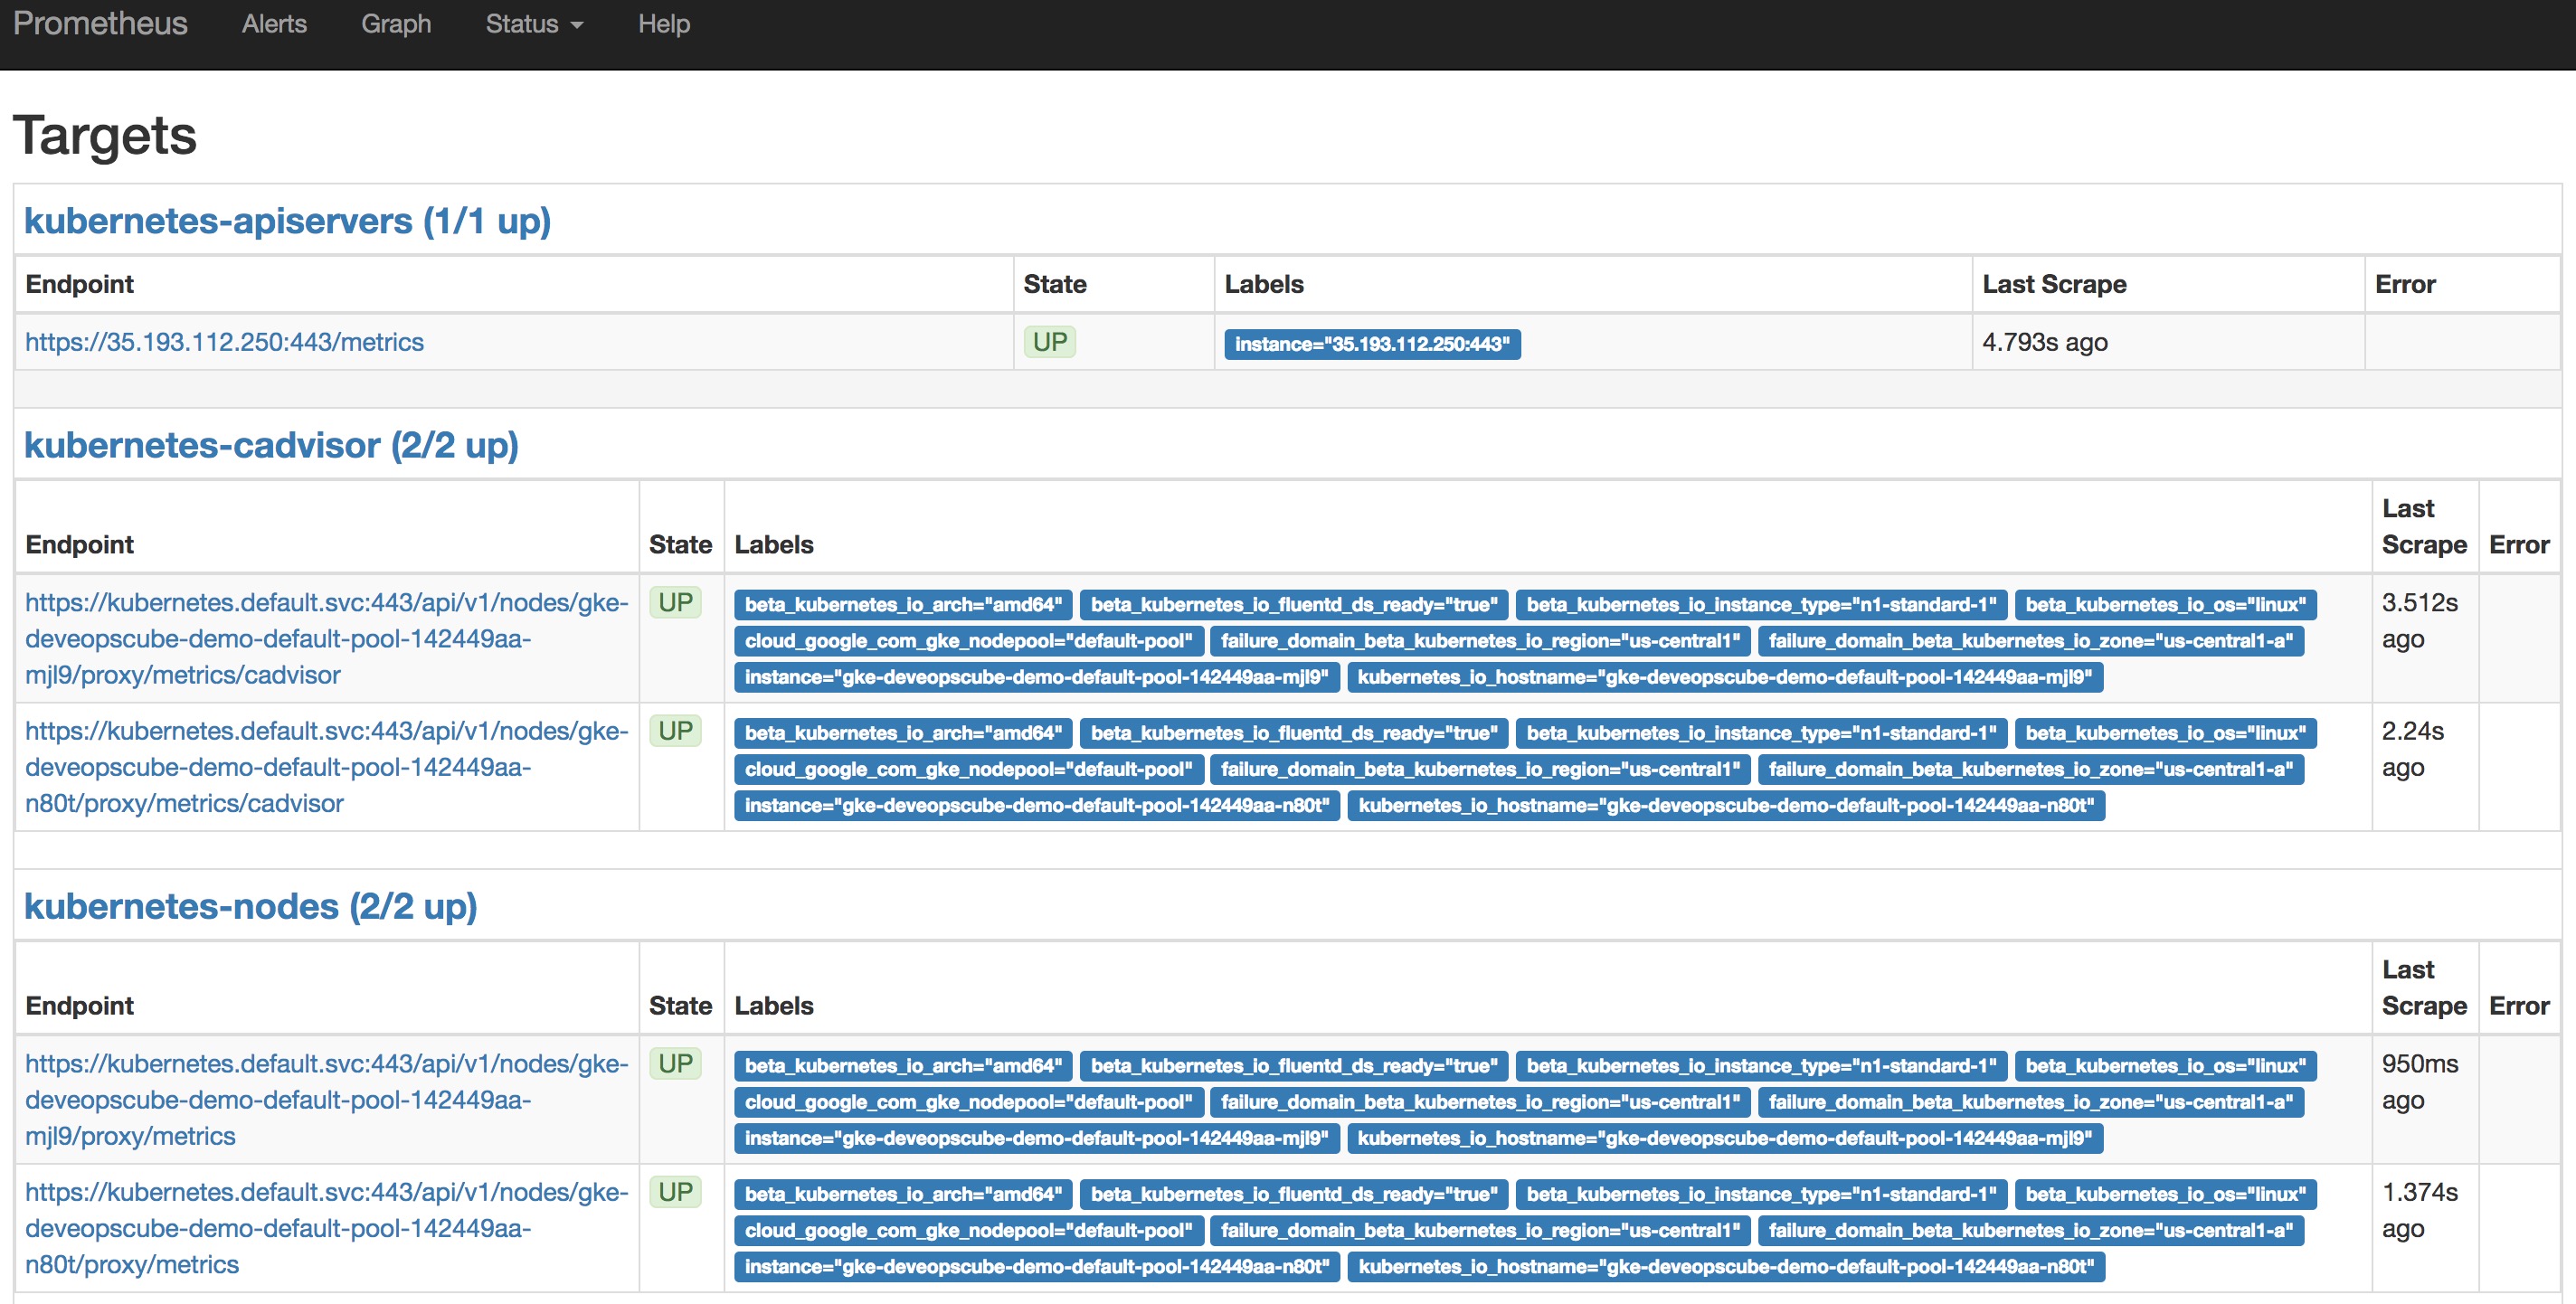 Prometheus Alerts Graph Status Help
Targets
kubernetes-apiservers (1/1 up)
Endpoint State Labels Last Scrape Error
https://35.193.112.250:443/metrics UP instance="35.193.112.250:443" 4.793s ago
kubernetes-cadvisor (2/2 up)
Endpoint State Labels Last Scrape Error
https://kubernetes.default.svc:443/api/v1/nodes/gke-
deveopscube-demo-default-pool-142449aa-
mjl9/proxy/metrics/cadvisor
UP
beta_kubernetes_io_arch="amd64" beta_kubernetes_io_fluentd_ds_ready="true" beta_kubernetes_io_instance_type="n1-standard-1" beta_kubernetes_io_os="linux"
cloud_google_com_gke_nodepool="default-pool" failure_domain_beta_kubernetes_io_region="us-central1" failure_domain_beta_kubernetes_io_zone="us-central1-a"
instance="gke-deveopscube-demo-default-pool-142449aa-mjl9" kubernetes_io_hostname="gke-deveopscube-demo-default-pool-142449aa-mjl9"
3.512s
ago
https://kubernetes.default.svc:443/api/v1/nodes/gke-
deveopscube-demo-default-pool-142449aa-
n80t/proxy/metrics/cadvisor
UP
beta_kubernetes_io_arch="amd64" beta_kubernetes_io_fluentd_ds_ready="true" beta_kubernetes_io_instance_type="n1-standard-1" beta_kubernetes_io_os="linux"
cloud_google_com_gke_nodepool="default-pool" failure_domain_beta_kubernetes_io_region="us-central1" failure_domain_beta_kubernetes_io_zone="us-central1-a"
instance="gke-deveopscube-demo-default-pool-142449aa-n80t" kubernetes_io_hostname="gke-deveopscube-demo-default-pool-142449aa-n80t"
2.24s
ago
kubernetes-nodes (2/2 up)
Endpoint State Labels Last Scrape Error
https://kubernetes.default.svc:443/api/v1/nodes/gke-
deveopscube-demo-default-pool-142449aa-
mjl9/proxy/metrics
UP
beta_kubernetes_io_arch="amd64" beta_kubernetes_io_fluentd_ds_ready="true" beta_kubernetes_io_instance_type="n1-standard-1" beta_kubernetes_io_os="linux"
cloud_google_com_gke_nodepool="default-pool" failure_domain_beta_kubernetes_io_region="us-central1" failure_domain_beta_kubernetes_io_zone="us-central1-a"
instance="gke-deveopscube-demo-default-pool-142449aa-mjl9" kubernetes_io_hostname="gke-deveopscube-demo-default-pool-142449aa-mjl9"
950ms
ago
https://kubernetes.default.svc:443/api/v1/nodes/gke-
deveopscube-demo-default-pool-142449aa-
n80t/proxy/metrics
UP
beta_kubernetes_io_arch="amd64" beta_kubernetes_io_fluentd_ds_ready="true" beta_kubernetes_io_instance_type="n1-standard-1" beta_kubernetes_io_os="linux"
cloud_google_com_gke_nodepool="default-pool" failure_domain_beta_kubernetes_io_region="us-central1" failure_domain_beta_kubernetes_io_zone="us-central1-a"
instance="gke-deveopscube-demo-default-pool-142449aa-n80t" kubernetes_io_hostname="gke-deveopscube-demo-default-pool-142449aa-n80t"
1.374s
ago